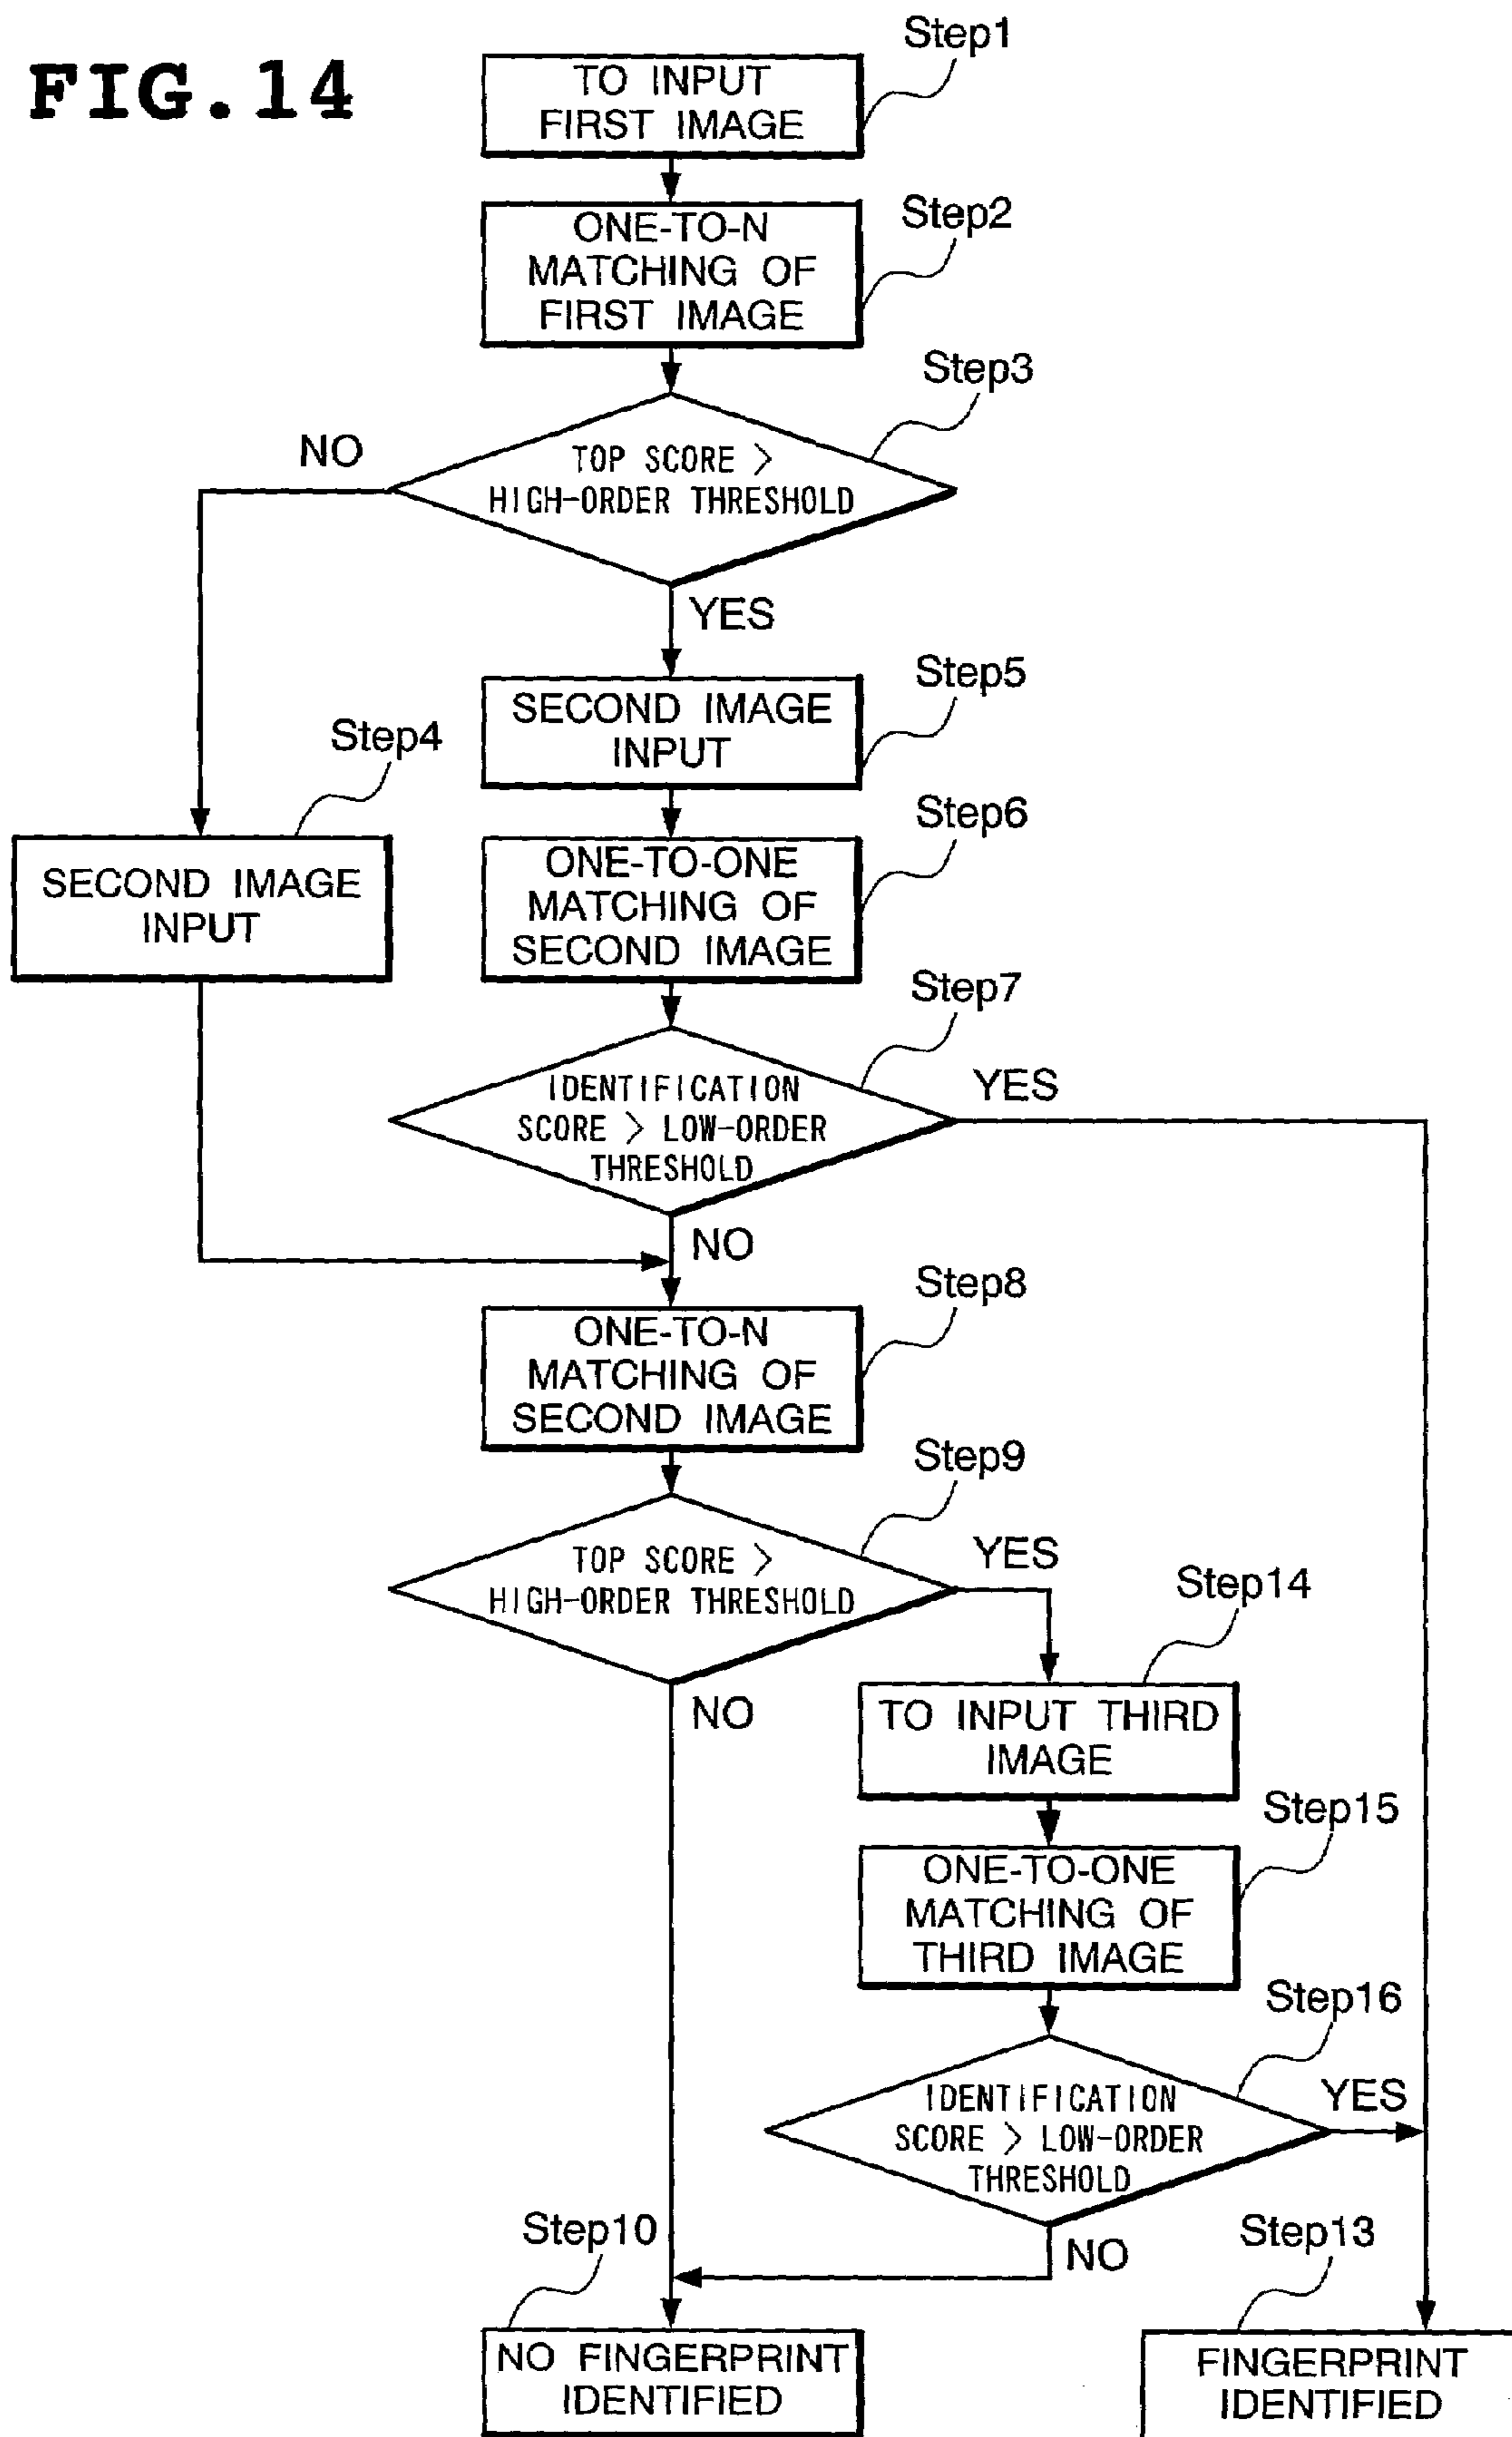 FIG.14
Step1
TO INPUT
FIRST IMAGE
Step2
ONE-TO-N
MATCHING OF
FIRST IMAGE
Step3
NO
TOP SCORE >
HIGH-ORDER THRESHOLD
YES
Step5
SECOND IMAGE
INPUT
Step4
SECOND IMAGE
INPUT
Step6
ONE-TO-ONE
MATCHING OF
SECOND IMAGE
Step7
IDENTIFICATION
SCORE > LOW-ORDER
THRESHOLD
YES
NO
Step8
ONE-TO-N
MATCHING OF
SECOND IMAGE
Step9
TOP SCORE >
HIGH-ORDER THRESHOLD
YES
NO
Step14
TO INPUT THIRD
IMAGE
Step15
ONE-TO-ONE
MATCHING OF
THIRD IMAGE
Step16
IDENTIFICATION
SCORE > LOW-ORDER
THRESHOLD
YES
NO
Step10
NO FINGERPRINT
IDENTIFIED
Step13
FINGERPRINT
IDENTIFIED